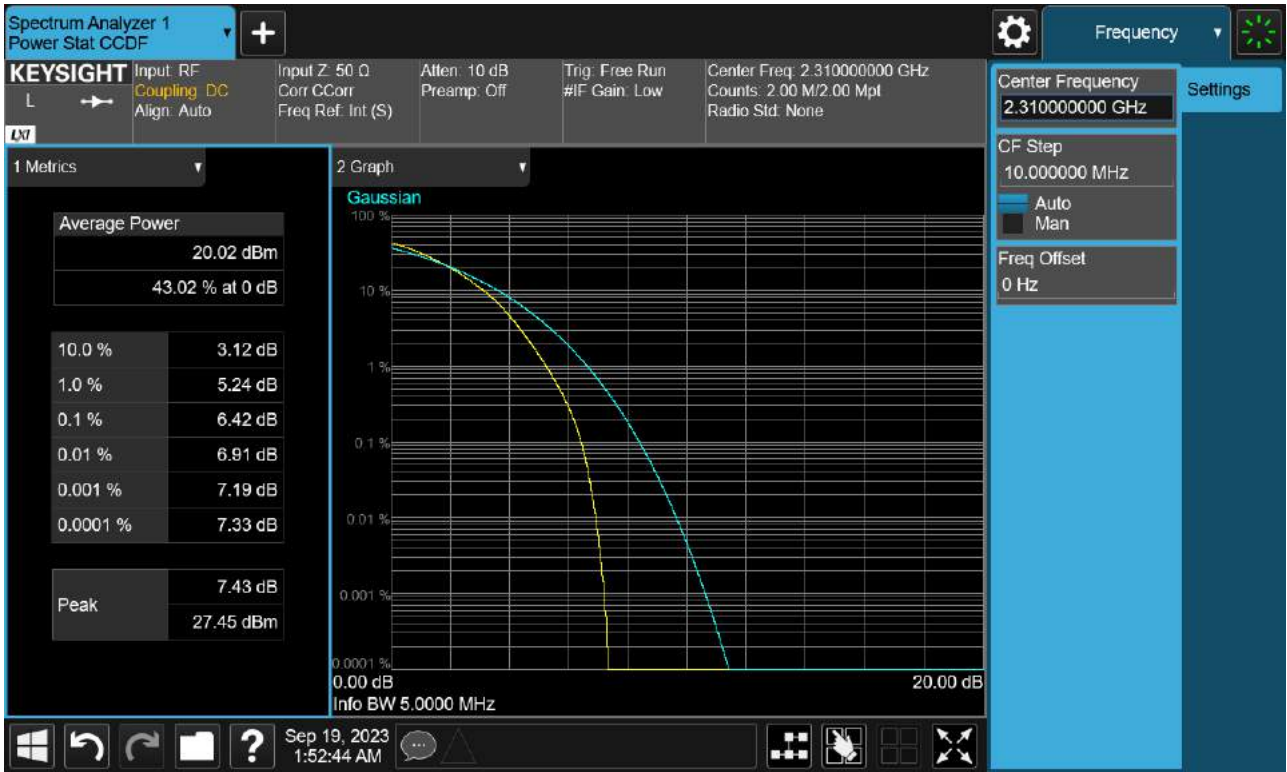 Spectrum Analyzer 1
Power Stat CCDF
+
Frequency
KEYSIGHT
L
LXI
Input: RF
Coupling: DC
Align: Auto
Input Z: 50 Ω
Corr CCorr
Freq Ref: Int (S)
Atten: 10 dB
Preamp: Off
Trig: Free Run
#IF Gain: Low
Center Freq: 2.310000000 GHz
Counts: 2.00 M/2.00 Mpt
Radio Std: None
Center Frequency
2.310000000 GHz
Settings
CF Step
10.000000 MHz
Auto
Man
Freq Offset
0 Hz
1 Metrics
Average Power
20.02 dBm
43.02 % at 0 dB
10.0 % 3.12 dB
1.0 % 5.24 dB
0.1 % 6.42 dB
0.01 % 6.91 dB
0.001 % 7.19 dB
0.0001 % 7.33 dB
Peak
7.43 dB
27.45 dBm
2 Graph
Gaussian
100 %
10 %
1 %
0.1 %
0.01 %
0.001 %
0.0001 %
0.00 dB 20.00 dB
Info BW 5.0000 MHz
?
Sep 19, 2023
1:52:44 AM